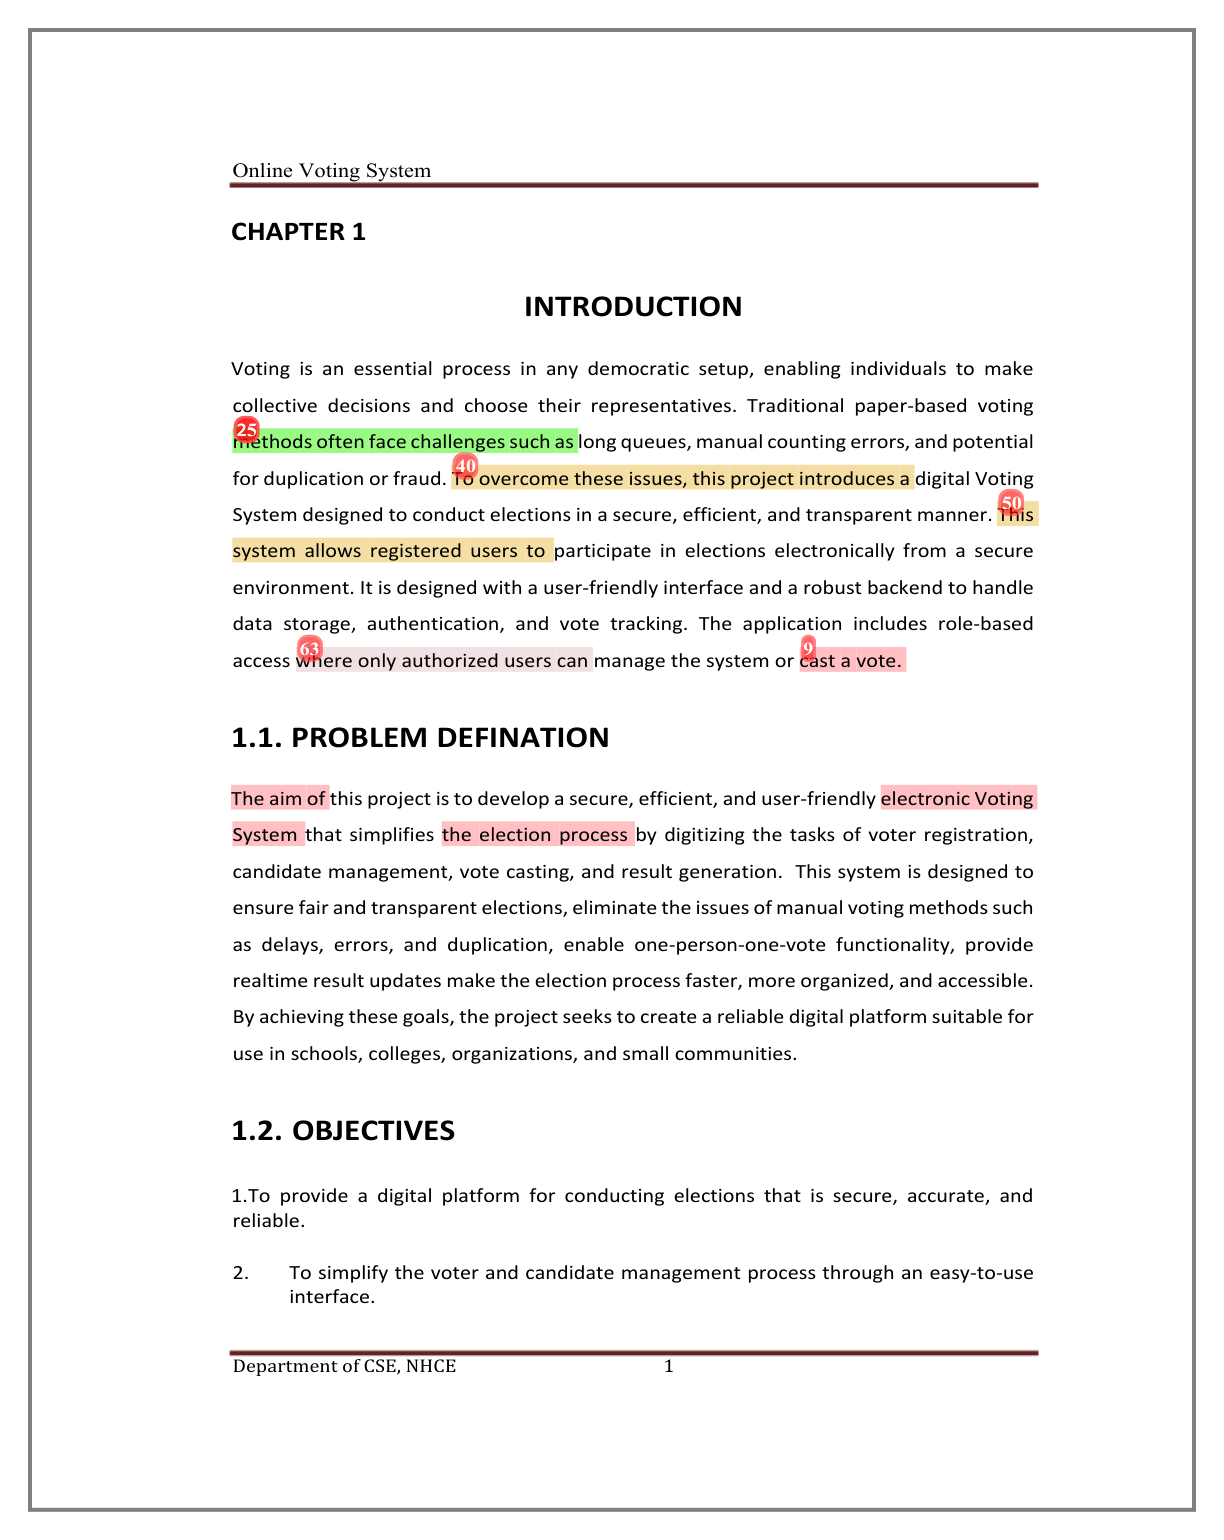 Online Voting System
CHAPTER 1
INTRODUCTION
Voting is an essential process in any democratic setup, enabling individuals to make
collective decisions and choose their representatives. Traditional paper-based voting
25
methods often face challenges such as long queues, manual counting errors, and potential
40
for duplication or fraud. To overcome these issues, this project introduces a digital Voting
50
System designed to conduct elections in a secure, efficient, and transparent manner. This
system allows registered users to participate in elections electronically from a secure
environment. It is designed with a user-friendly interface and a robust backend to handle
data storage, authentication, and vote tracking. The application includes role-based
63 9
access where only authorized users can manage the system or cast a vote.
1.1. PROBLEM DEFINATION
The aim of this project is to develop a secure, efficient, and user-friendly electronic Voting
System that simplifies the election process by digitizing the tasks of voter registration,
candidate management, vote casting, and result generation. This system is designed to
ensure fair and transparent elections, eliminate the issues of manual voting methods such
as delays, errors, and duplication, enable one-person-one-vote functionality, provide
realtime result updates make the election process faster, more organized, and accessible.
By achieving these goals, the project seeks to create a reliable digital platform suitable for
use in schools, colleges, organizations, and small communities.
1.2. OBJECTIVES
1.To provide a digital platform for conducting elections that is secure, accurate, and
reliable.
2. To simplify the voter and candidate management process through an easy-to-use
interface.
Department of CSE, NHCE 1